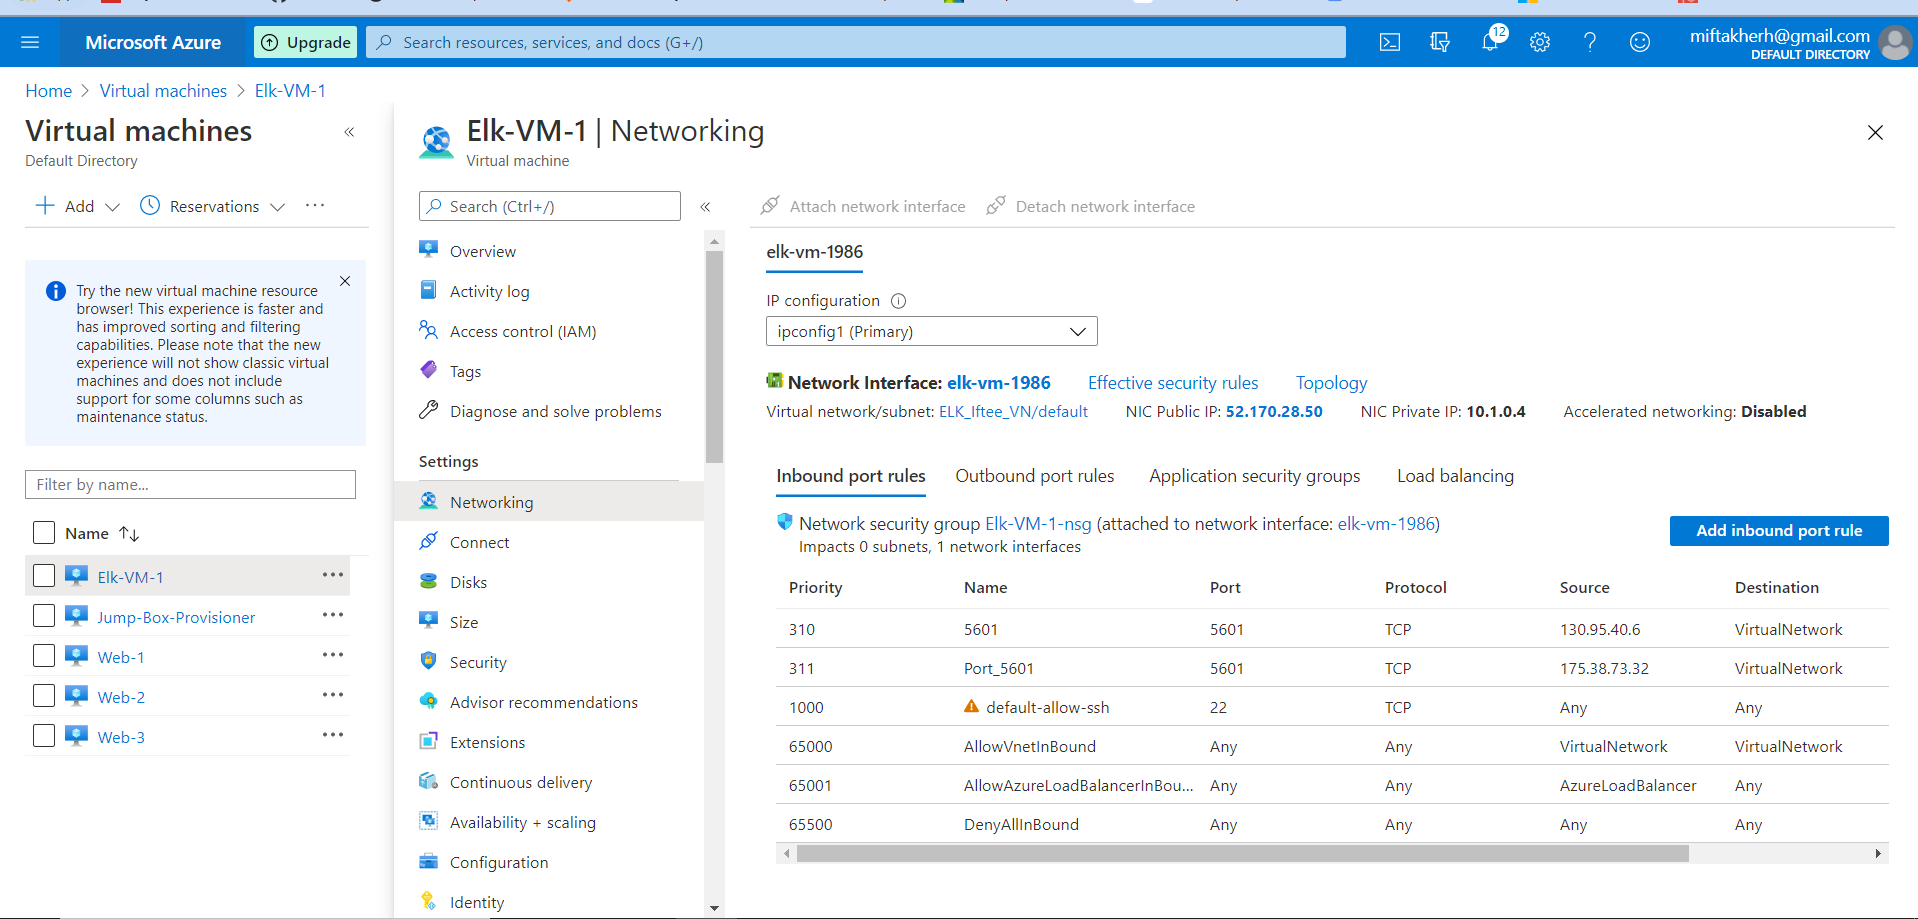 Microsoft Azure
Upgrade
Search resources, services, and docs (G+/)
12
miftakherh@gmail.com
DEFAULT DIRECTORY
Home > Virtual machines > Elk-VM-1
Virtual machines «
Default Directory
Add
Reservations
...
Try the new virtual machine resource
browser! This experience is faster and
has improved sorting and filtering
capabilities. Please note that the new
experience will not show classic virtual
machines and does not include
support for some columns such as
maintenance status.
Filter by name...
Name ↑↓
Elk-VM-1 ...
Jump-Box-Provisioner ...
Web-1 ...
Web-2 ...
Web-3 ...
Elk-VM-1 | Networking
Virtual machine
Search (Ctrl+/) «
Overview
Activity log
Access control (IAM)
Tags
Diagnose and solve problems
Settings
Networking
Connect
Disks
Size
Security
Advisor recommendations
Extensions
Continuous delivery
Availability + scaling
Configuration
Identity
Attach network interface Detach network interface
elk-vm-1986
IP configuration
ipconfig1 (Primary)
Network Interface: elk-vm-1986 Effective security rules Topology
Virtual network/subnet: ELK_Iftee_VN/default NIC Public IP: 52.170.28.50 NIC Private IP: 10.1.0.4 Accelerated networking: Disabled
Inbound port rules Outbound port rules Application security groups Load balancing
Network security group Elk-VM-1-nsg (attached to network interface: elk-vm-1986)
Impacts 0 subnets, 1 network interfaces
Add inbound port rule
Priority Name Port Protocol Source Destination
310 5601 5601 TCP 130.95.40.6 VirtualNetwork
311 Port_5601 5601 TCP 175.38.73.32 VirtualNetwork
1000 default-allow-ssh 22 TCP Any Any
65000 AllowVnetInBound Any Any VirtualNetwork VirtualNetwork
65001 AllowAzureLoadBalancerInBou... Any Any AzureLoadBalancer Any
65500 DenyAllInBound Any Any Any Any